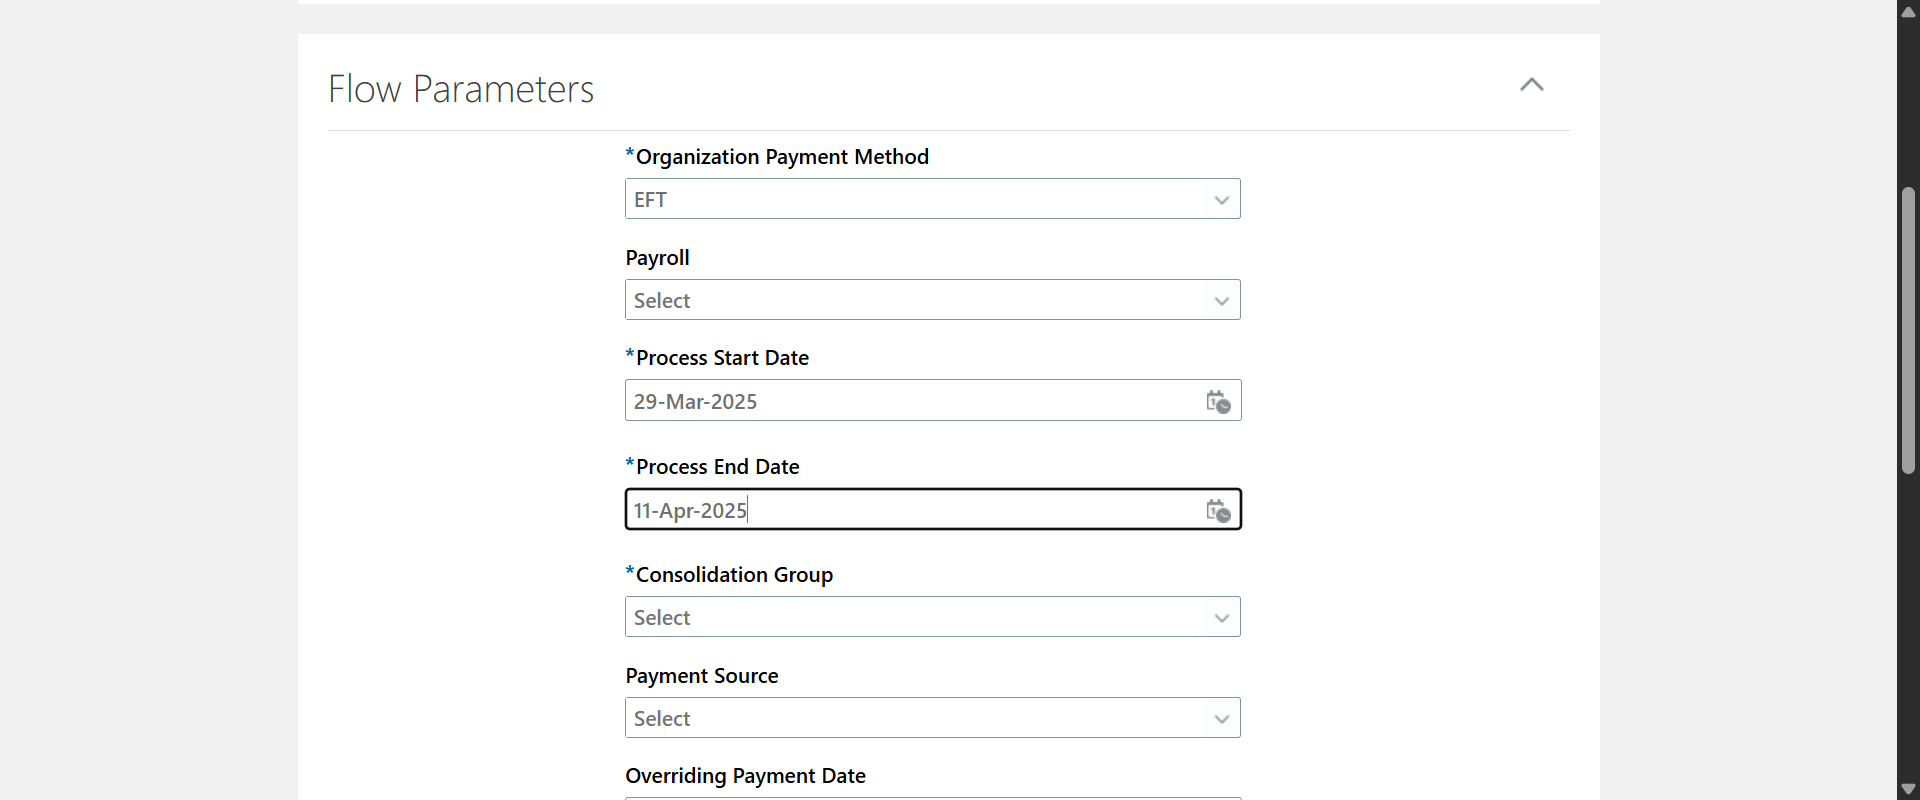 Flow Parameters
*Organization Payment Method
EFT
Payroll
Select
*Process Start Date
29-Mar-2025
*Process End Date
11-Apr-2025
*Consolidation Group
Select
Payment Source
Select
Overriding Payment Date